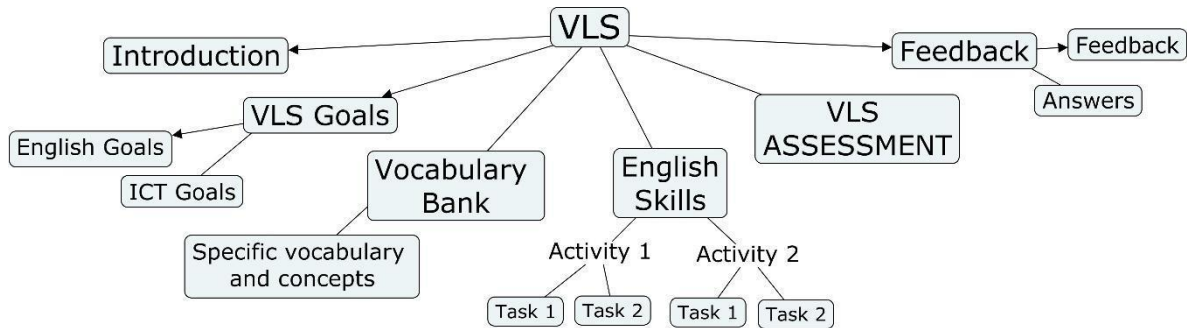 VLS
Introduction
Feedback
Feedback
Answers
VLS Goals
English Goals
ICT Goals
VLS
ASSESSMENT
Vocabulary
Bank
English
Skills
Specific vocabulary
and concepts
Activity 1
Activity 2
Task 1
Task 2
Task 1
Task 2